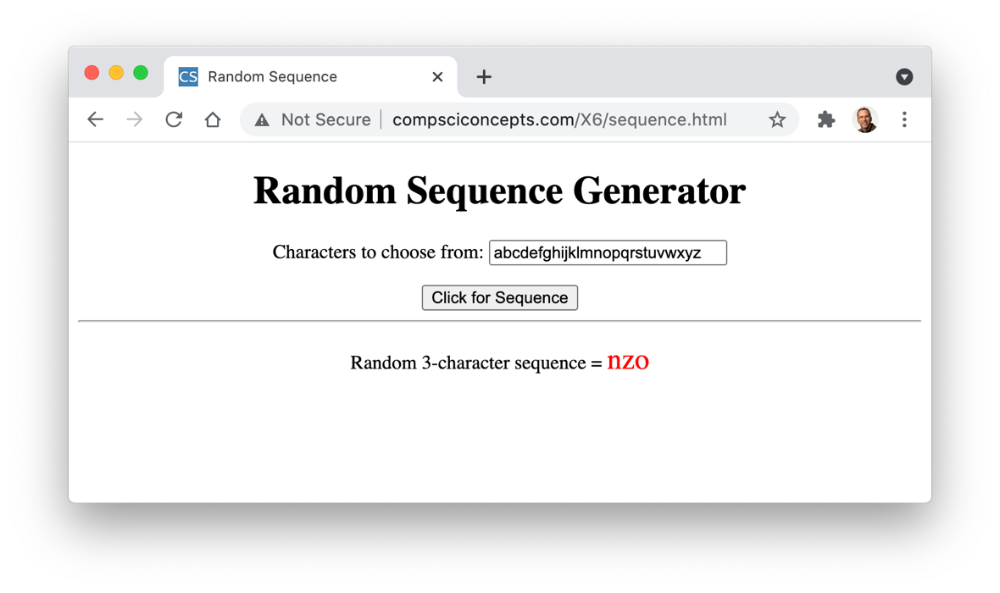 CS Random Sequence
Not Secure compsciconcepts.com/X6/sequence.html
Random Sequence Generator
Characters to choose from: abcdefghijklmnopqrstuvwxyz
Click for Sequence
Random 3-character sequence = nzo